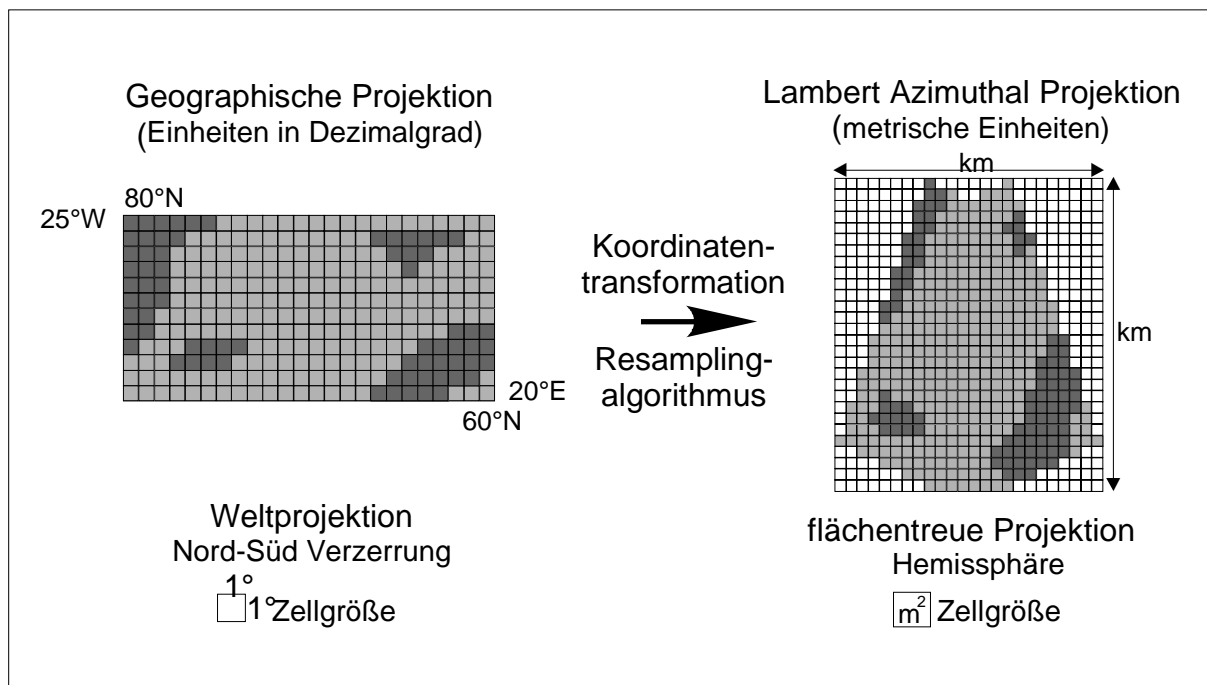 Geographische Projektion
(Einheiten in Dezimalgrad)
80°N
25°W
20°E
60°N
Weltprojektion
Nord-Süd Verzerrung
1°
1° Zellgröße
Koordinaten-
transformation
Resampling-
algorithmus
Lambert Azimuthal Projektion
(metrische Einheiten)
km
km
flächentreue Projektion
Hemissphäre
m² Zellgröße